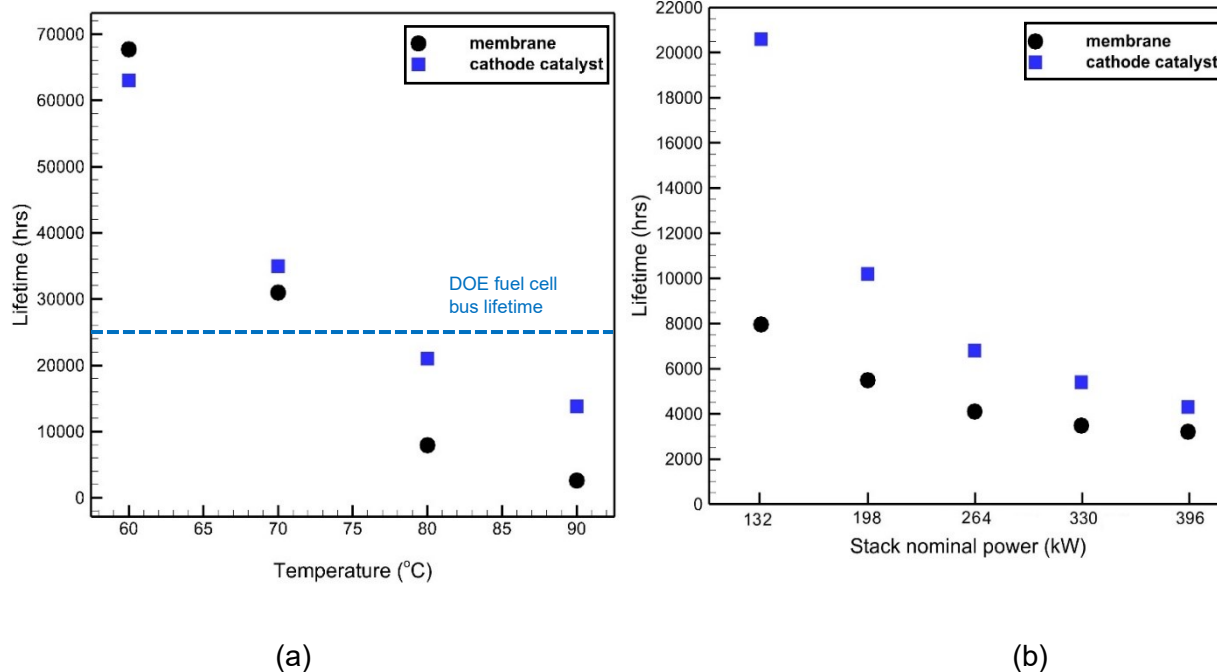 70000
60000
50000
40000
30000
20000
10000
0
Lifetime (hrs)
membrane
cathode catalyst
DOE fuel cell
bus lifetime
60 65 70 75 80 85 90
Temperature (°C)
(a)
22000
20000
18000
16000
14000
12000
10000
8000
6000
4000
2000
0
Lifetime (hrs)
membrane
cathode catalyst
132 198 264 330 396
Stack nominal power (kW)
(b)